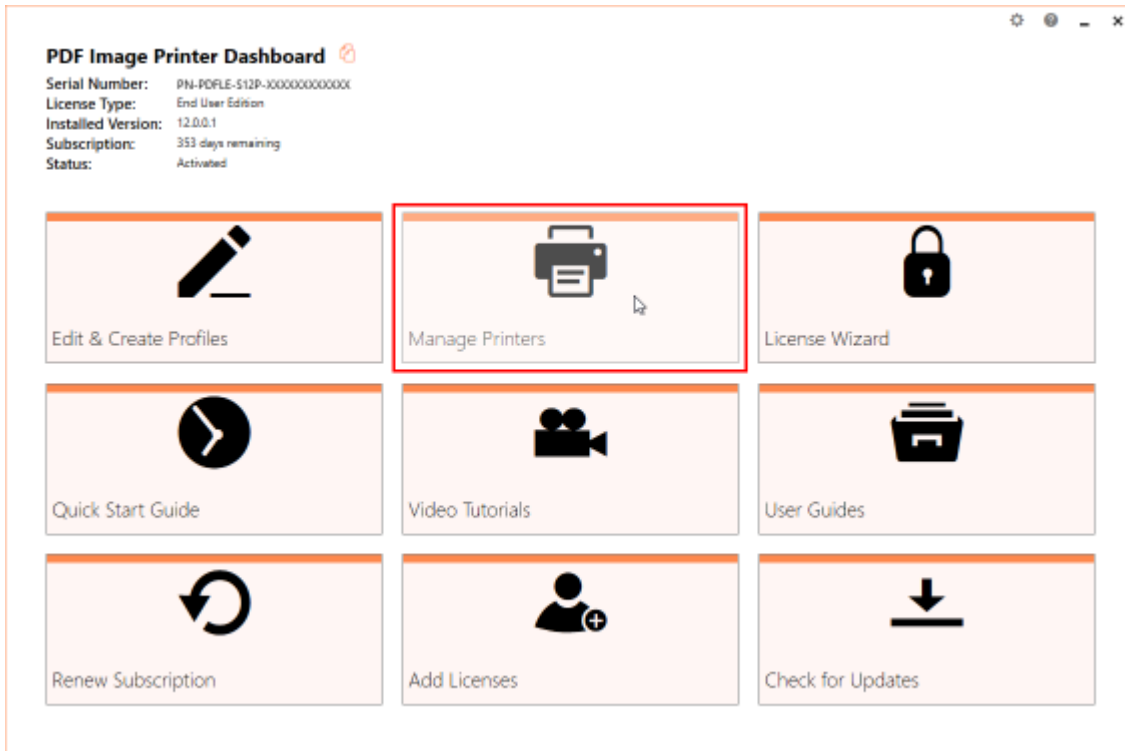 PDF Image Printer Dashboard
Serial Number: PN-PDFLE-S12P-XXXXXXXXXXXX
License Type: End User Edition
Installed Version: 12.0.0.1
Subscription: 353 days remaining
Status: Activated
Edit & Create Profiles
Manage Printers
License Wizard
Quick Start Guide
Video Tutorials
User Guides
Renew Subscription
Add Licenses
Check for Updates